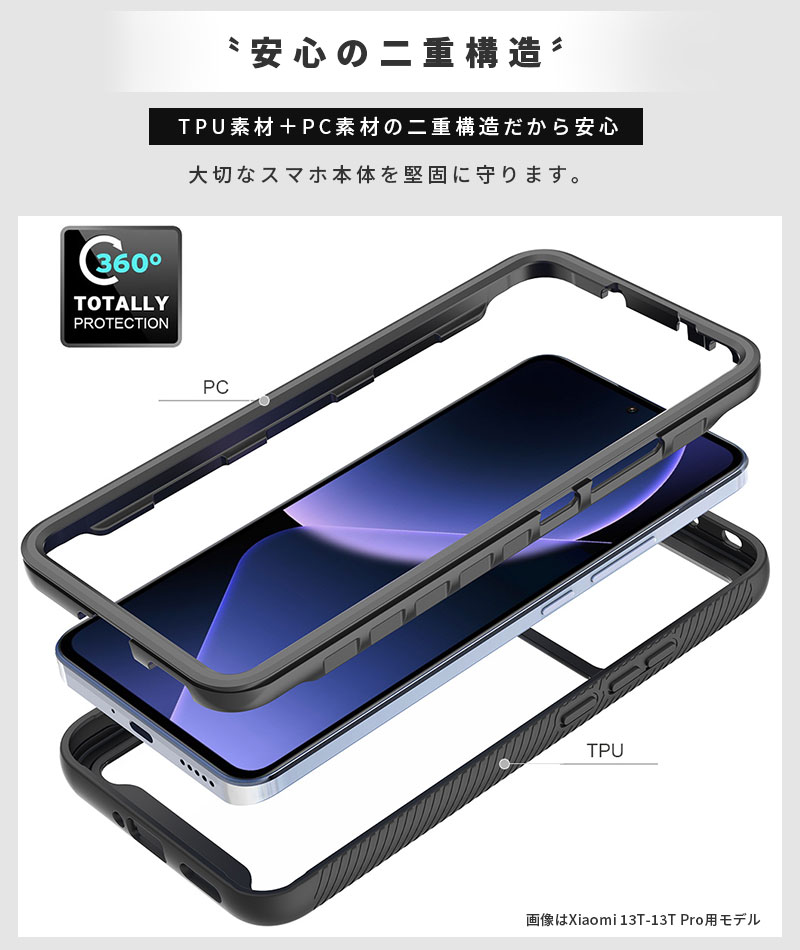 〝安心の二重構造〞
TPU素材＋PC素材の二重構造だから安心
大切なスマホ本体を堅固に守ります。
360°
TOTALLY
PROTECTION
PC
TPU
画像はXiaomi 13T-13T Pro用モデル